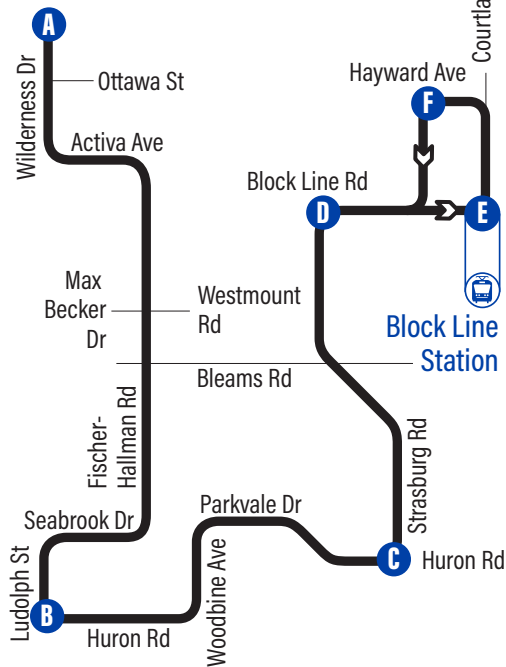 A
Wilderness Dr
Ottawa St
Activa Ave
Max
Becker
Dr
Westmount
Rd
Bleams Rd
Fischer-
Hallman Rd
Seabrook Dr
Ludolph St
B
Huron Rd
Woodbine Ave
Parkvale Dr
C
Huron Rd
Strasburg Rd
Block Line Rd
D
Hayward Ave
F
E
Block Line
Station